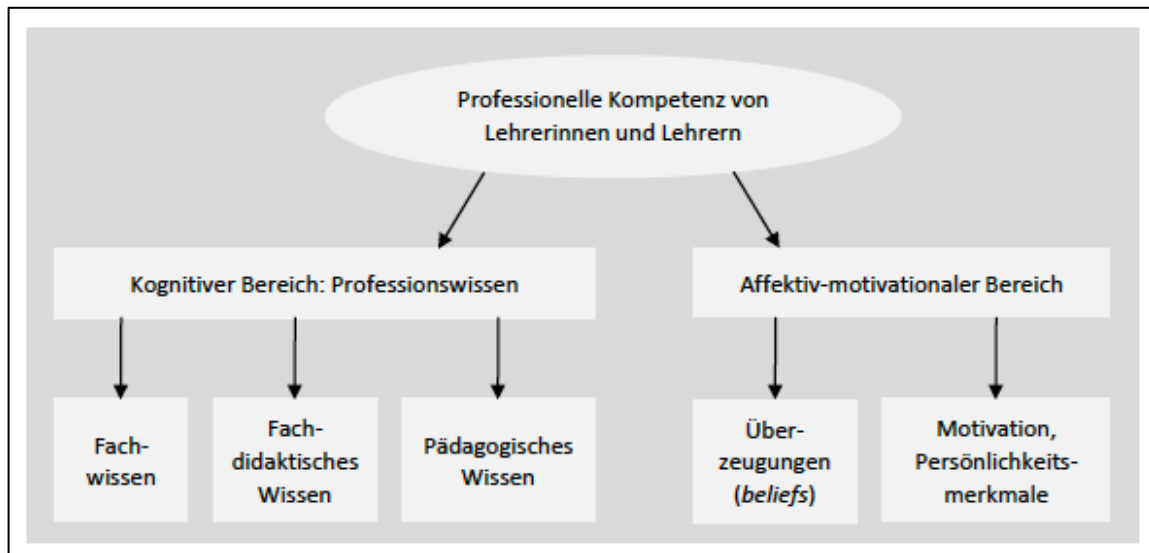 Professionelle Kompetenz von
Lehrerinnen und Lehrern
Kognitiver Bereich: Professionswissen
Affektiv-motivationaler Bereich
Fach-
wissen
Fach-
didaktisches
Wissen
Pädagogisches
Wissen
Über-
zeugungen
(beliefs)
Motivation,
Persönlichkeits-
merkmale